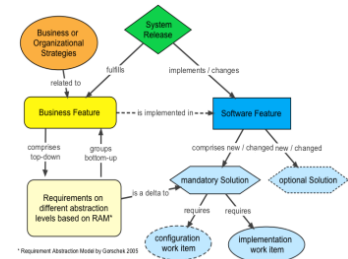 Business or
Organizational
Strategies
System
Release
related to
fulfills
implements / changes
Business Feature
is implemented in
Software Feature
comprises
top-down
groups
bottom-up
comprises new / changed
new / changed
Requirements on
different abstraction
levels based on RAM*
is a delta to
mandatory Solution
optional Solution
requires
requires
configuration
work item
implementation
work item
* Requirement Abstraction Model by Gorschek 2005